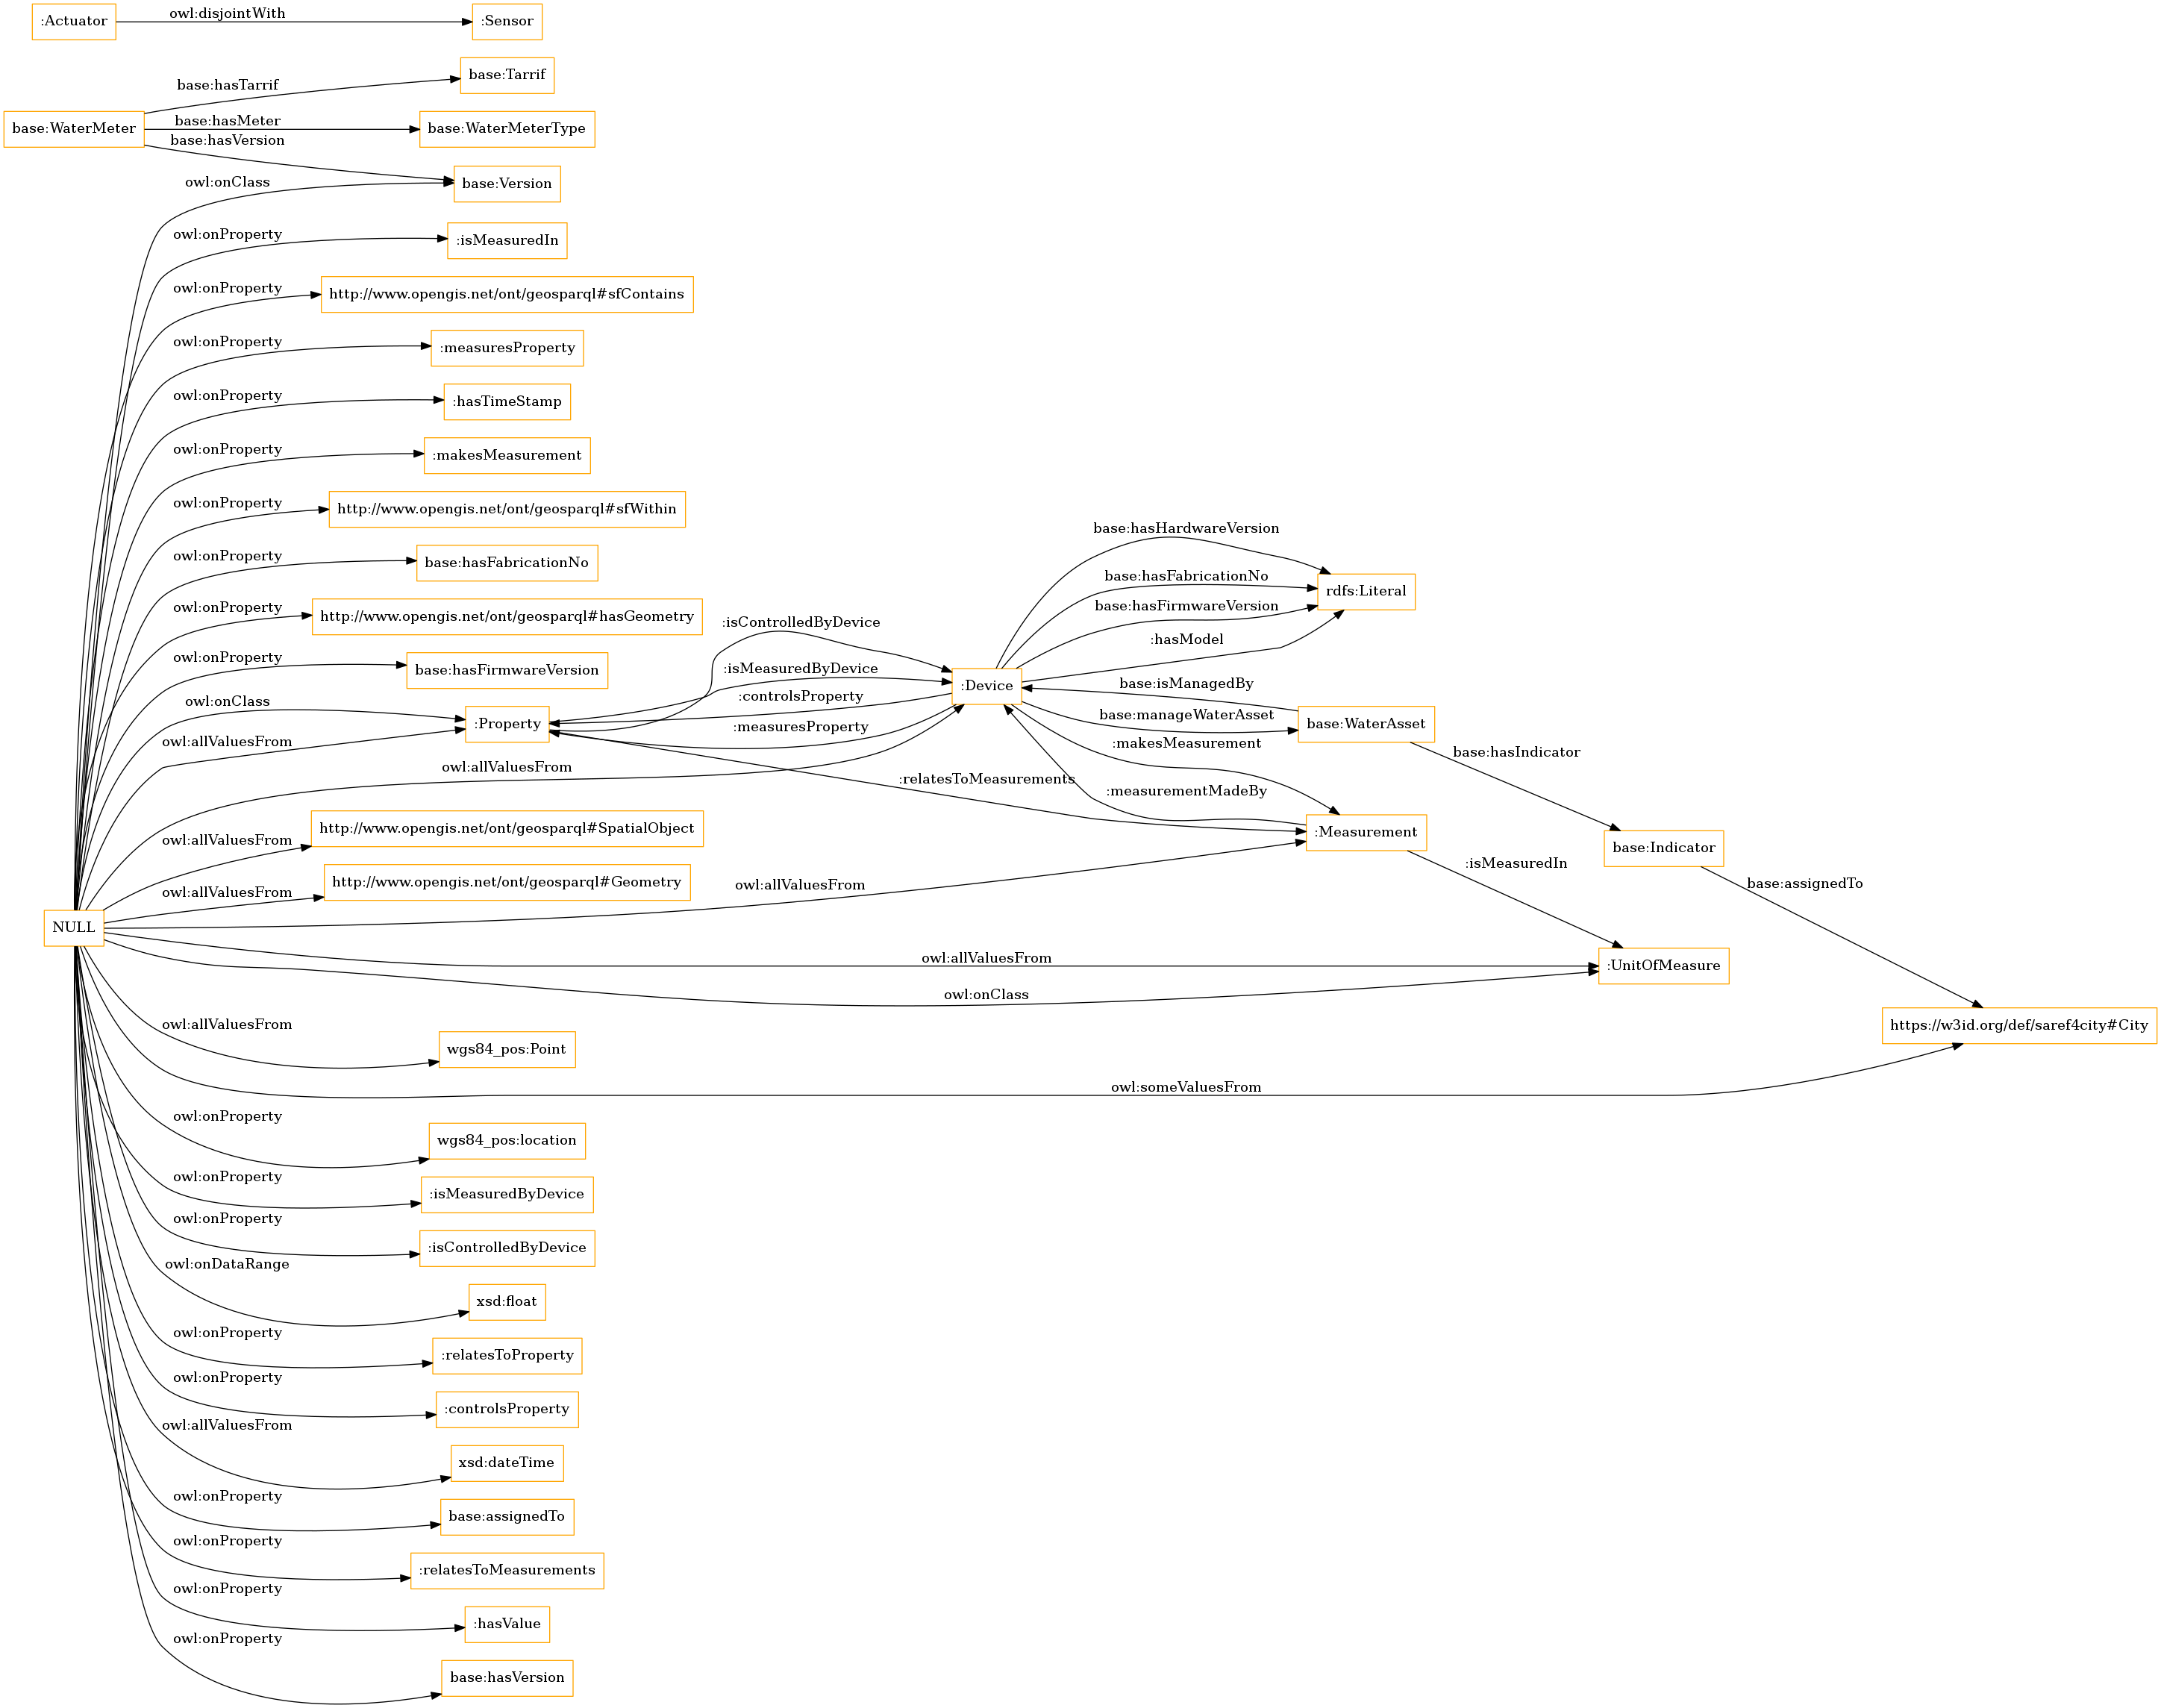 :Actuator
owl:disjointWith
:Sensor
base:WaterMeter
base:hasTarrif
base:Tarrif
base:hasMeter
base:WaterMeterType
base:hasVersion
base:Version
owl:onClass
owl:onProperty
:isMeasuredIn
owl:onProperty
http://www.opengis.net/ont/geosparql#sfContains
owl:onProperty
:measuresProperty
owl:onProperty
:hasTimeStamp
owl:onProperty
:makesMeasurement
owl:onProperty
http://www.opengis.net/ont/geosparql#sfWithin
owl:onProperty
base:hasFabricationNo
owl:onProperty
http://www.opengis.net/ont/geosparql#hasGeometry
owl:onProperty
base:hasFirmwareVersion
owl:onClass
:Property
owl:allValuesFrom
owl:allValuesFrom
:isControlledByDevice
:isMeasuredByDevice
:controlsProperty
:measuresProperty
:relatesToMeasurements
:Device
base:hasHardwareVersion
base:hasFabricationNo
base:hasFirmwareVersion
:hasModel
rdfs:Literal
base:isManagedBy
base:manageWaterAsset
base:WaterAsset
:makesMeasurement
:measurementMadeBy
:Measurement
base:hasIndicator
base:Indicator
:isMeasuredIn
base:assignedTo
:UnitOfMeasure
https://w3id.org/def/saref4city#City
owl:allValuesFrom
http://www.opengis.net/ont/geosparql#SpatialObject
owl:allValuesFrom
http://www.opengis.net/ont/geosparql#Geometry
NULL
owl:allValuesFrom
owl:allValuesFrom
owl:onClass
owl:allValuesFrom
wgs84_pos:Point
owl:someValuesFrom
owl:onProperty
wgs84_pos:location
owl:onProperty
:isMeasuredByDevice
owl:onProperty
:isControlledByDevice
owl:onDataRange
xsd:float
owl:onProperty
:relatesToProperty
owl:onProperty
:controlsProperty
owl:allValuesFrom
xsd:dateTime
owl:onProperty
base:assignedTo
owl:onProperty
:relatesToMeasurements
owl:onProperty
:hasValue
owl:onProperty
base:hasVersion